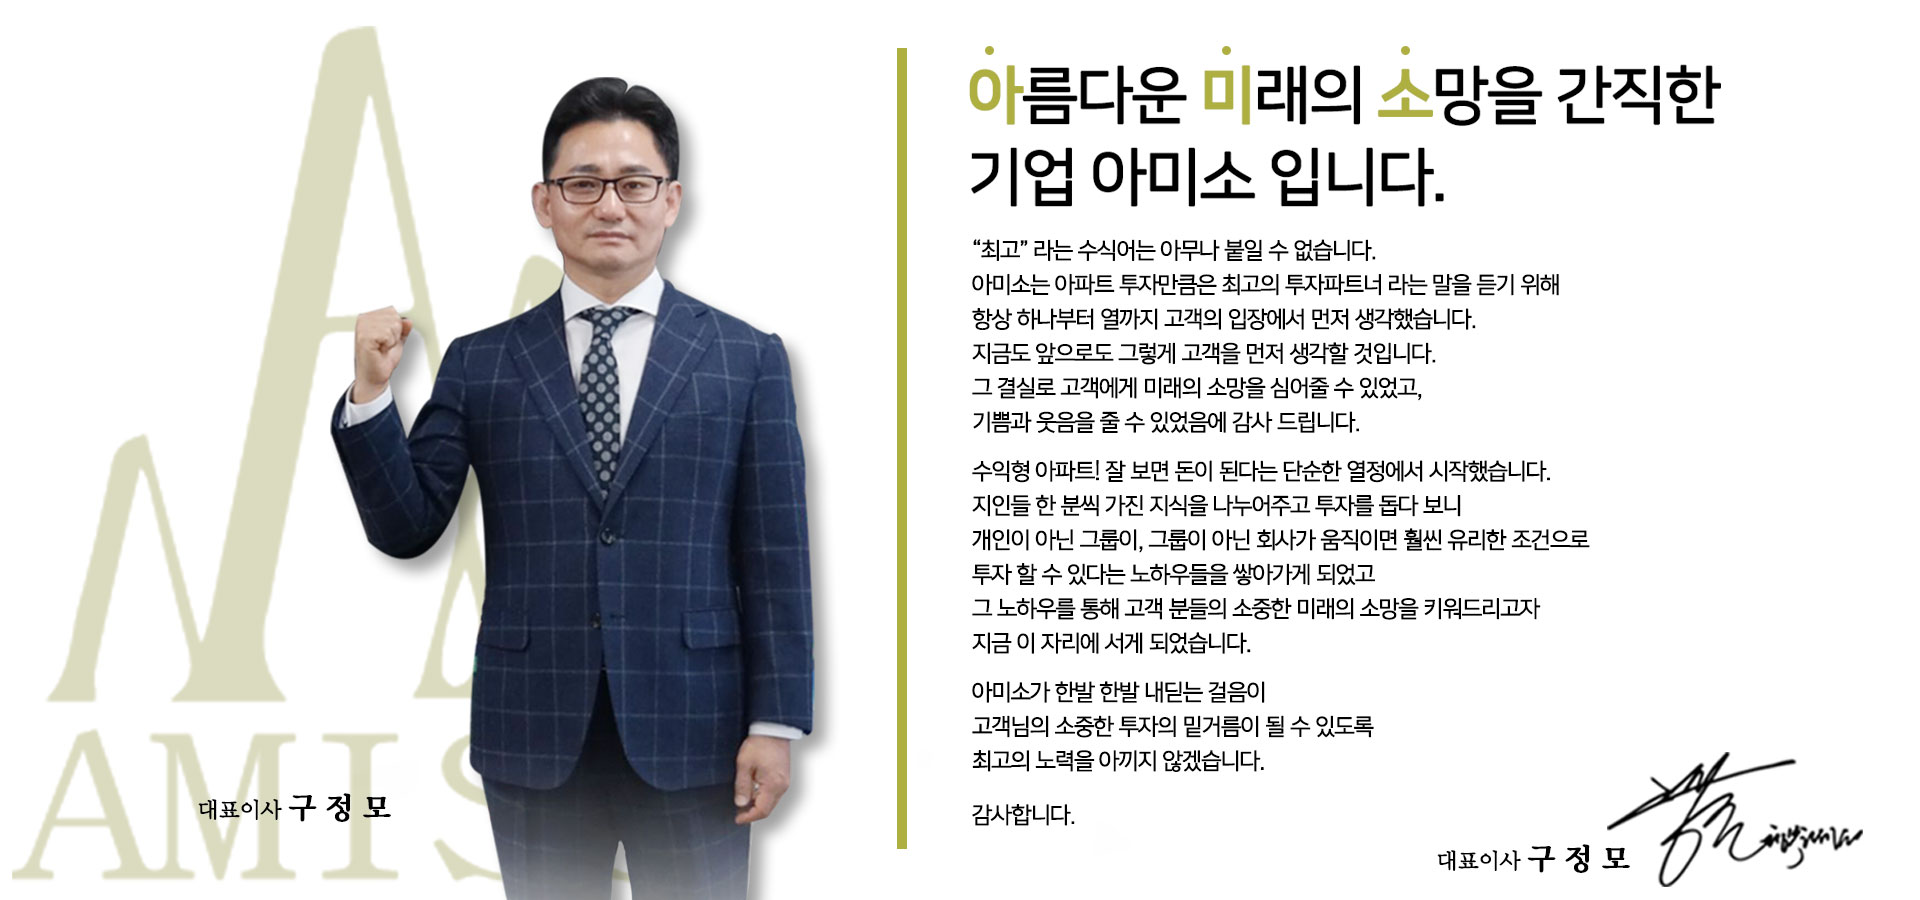 AMIS
대표이사 구정모
아름다운 미래의 소망을 간직한
기업 아미소 입니다.
“최고” 라는 수식어는 아무나 붙일 수 없습니다.
아미소는 아파트 투자만큼은 최고의 투자파트너 라는 말을 듣기 위해
항상 하나부터 열까지 고객의 입장에서 먼저 생각했습니다.
지금도 앞으로도 그렇게 고객을 먼저 생각할 것입니다.
그 결실로 고객에게 미래의 소망을 심어줄 수 있었고,
기쁨과 웃음을 줄 수 있었음에 감사 드립니다.
수익형 아파트! 잘 보면 돈이 된다는 단순한 열정에서 시작했습니다.
지인들 한 분씩 가진 지식을 나누어주고 투자를 돕다 보니
개인이 아닌 그룹이, 그룹이 아닌 회사가 움직이면 훨씬 유리한 조건으로
투자 할 수 있다는 노하우들을 쌓아가게 되었고
그 노하우를 통해 고객 분들의 소중한 미래의 소망을 키워드리고자
지금 이 자리에 서게 되었습니다.
아미소가 한발 한발 내딛는 걸음이
고객님의 소중한 투자의 밑거름이 될 수 있도록
최고의 노력을 아끼지 않겠습니다.
감사합니다.
대표이사 구정모